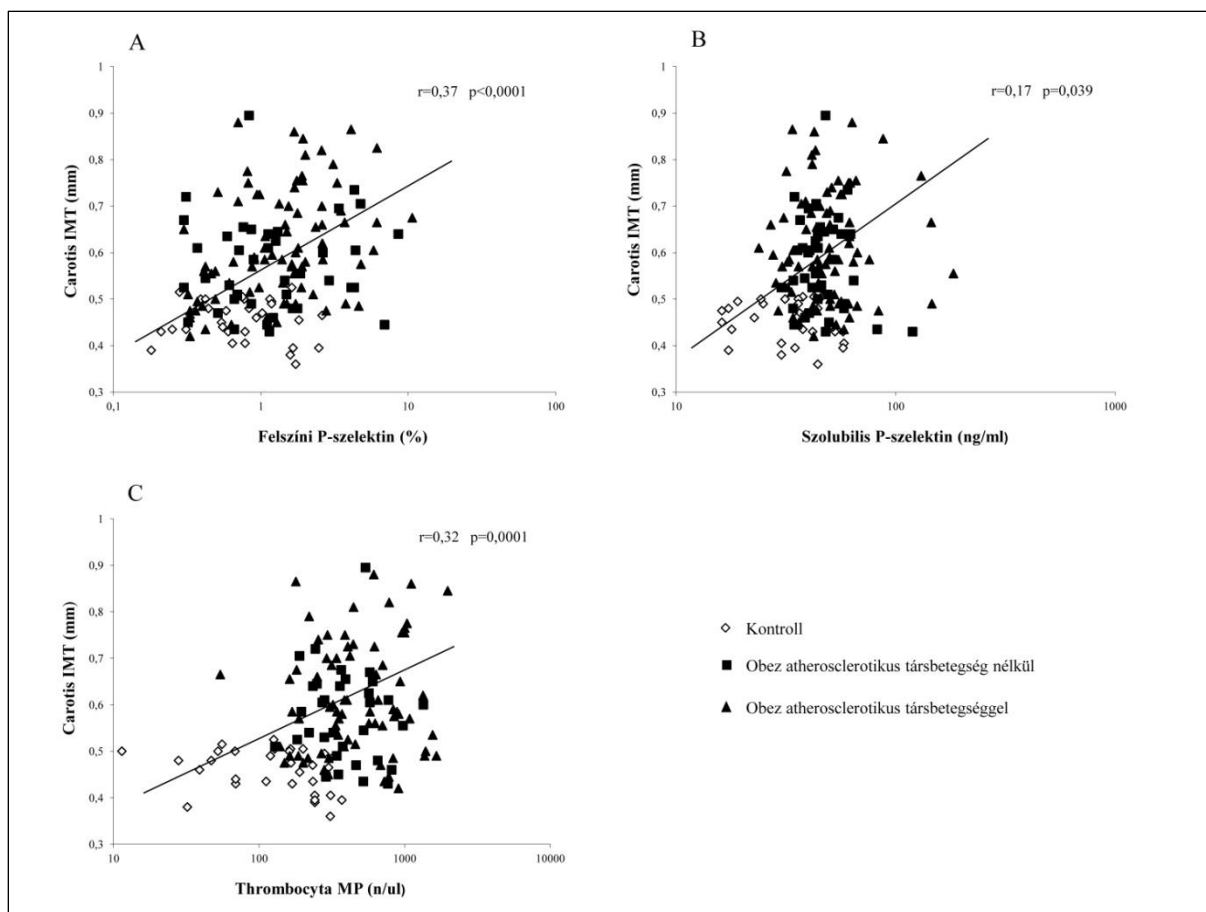 A
r=0,37 p<0,0001
1
0,9
0,8
0,7
0,6
0,5
0,4
0,3
Carotis IMT (mm)
0,1 1 10 100
Felszíni P-szelektin (%)
B
r=0,17 p=0,039
1
0,9
0,8
0,7
0,6
0,5
0,4
0,3
Carotis IMT (mm)
10 100 1000
Szolubilis P-szelektin (ng/ml)
C
r=0,32 p=0,0001
1
0,9
0,8
0,7
0,6
0,5
0,4
0,3
Carotis IMT (mm)
10 100 1000 10000
Thrombocyta MP (n/ul)
Kontroll
Obez atherosclerotikus társbetegség nélkül
Obez atherosclerotikus társbetegséggel